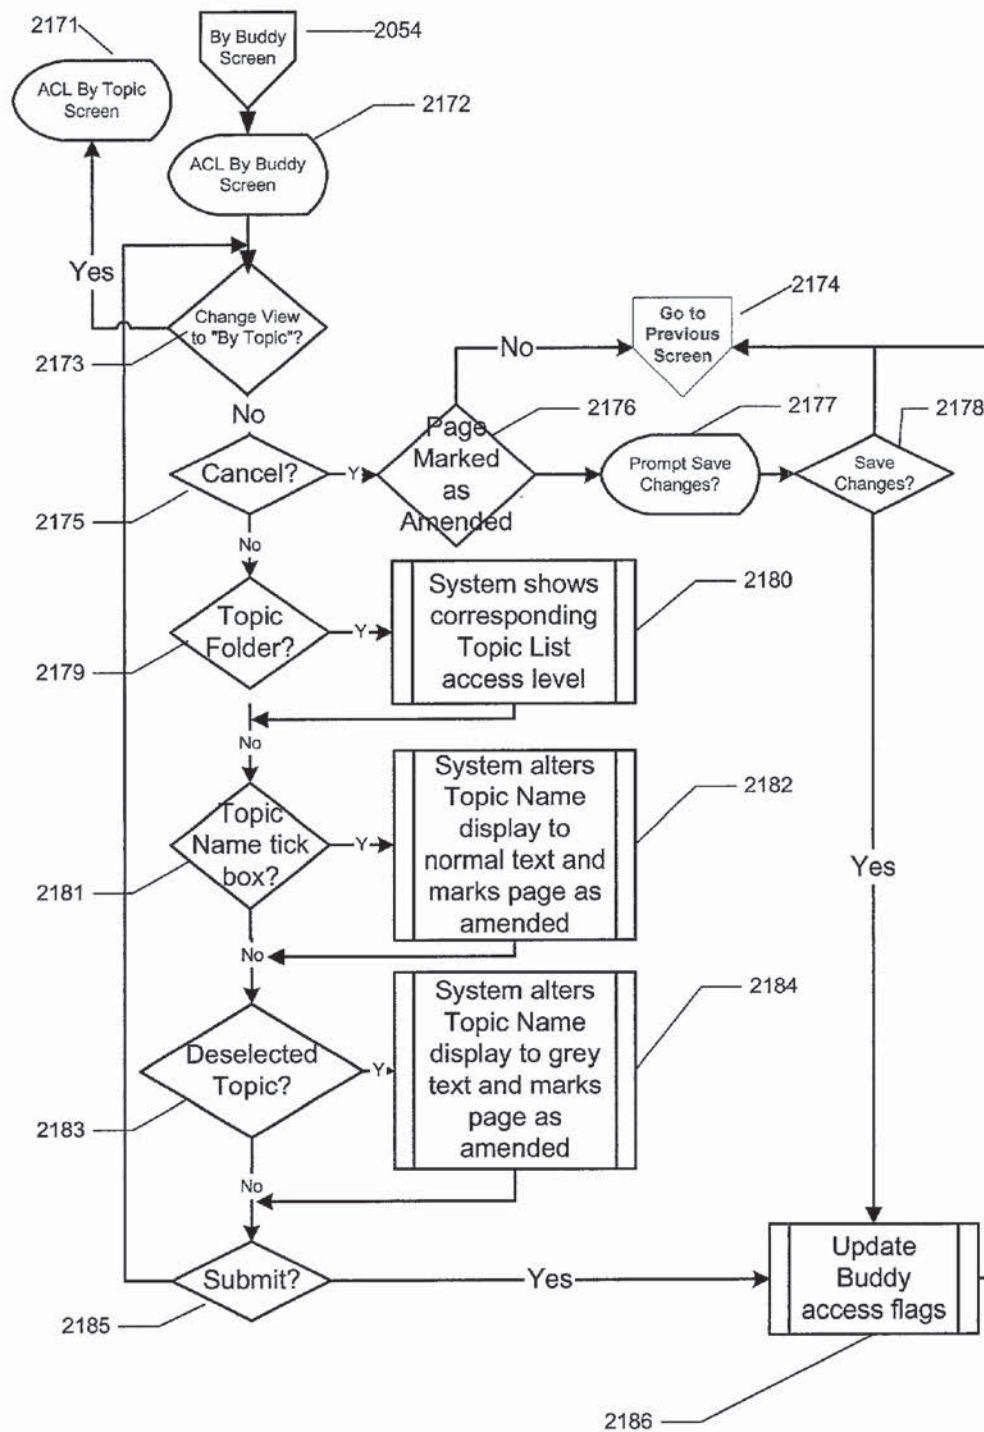 2171
By Buddy
Screen
2054
ACL By Topic
Screen
2172
ACL By Buddy
Screen
Yes
Change View
to "By Topic"?
2173
2174
Go to
Previous
Screen
No
No
2176
2177
2178
Page
Marked
as
Amended
Cancel?
Y
Prompt Save
Changes?
Save
Changes?
2175
No
System shows
corresponding
Topic List
access level
2180
Topic
Folder?
Y
2179
No
System alters
Topic Name
display to
normal text and
marks page as
amended
2182
Topic
Name tick
box?
Y
2181
Yes
No
System alters
Topic Name
display to grey
text and marks
page as
amended
2184
Deselected
Topic?
Y
2183
No
Submit?
Yes
Update
Buddy
access flags
2185
2186